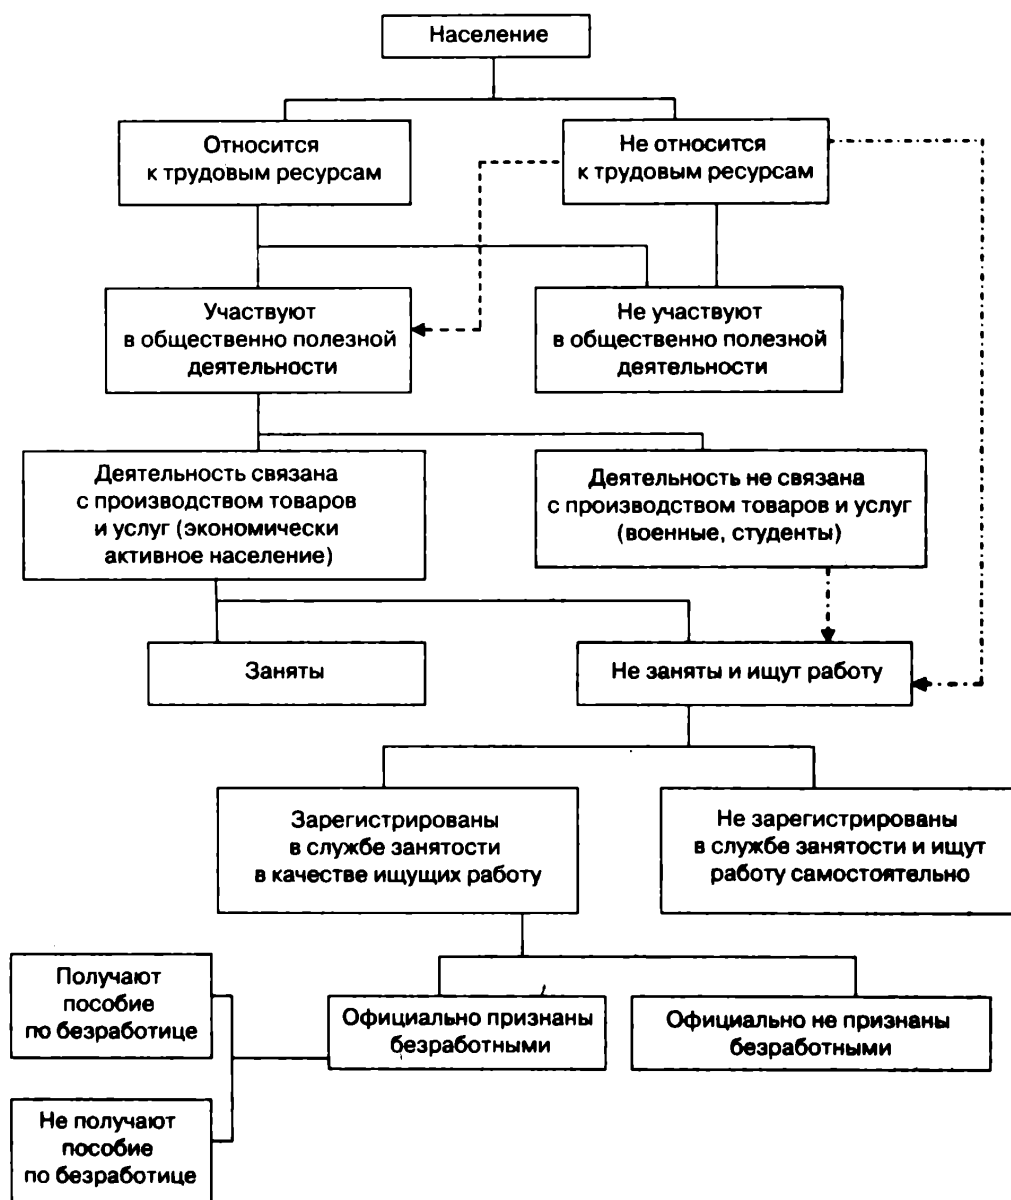 Население
Относится
к трудовым ресурсам
Не относится
к трудовым ресурсам
Участвуют
в общественно полезной
деятельности
Не участвуют
в общественно полезной
деятельности
Деятельность связана
с производством товаров
и услуг (экономически
активное население)
Деятельность не связана
с производством товаров и услуг
(военные, студенты)
Заняты
Не заняты и ищут работу
Зарегистрированы
в службе занятости
в качестве ищущих работу
Не зарегистрированы
в службе занятости и ищут
работу самостоятельно
Получают
пособие
по безработице
Официально признаны
безработными
Официально не признаны
безработными
Не получают
пособие
по безработице